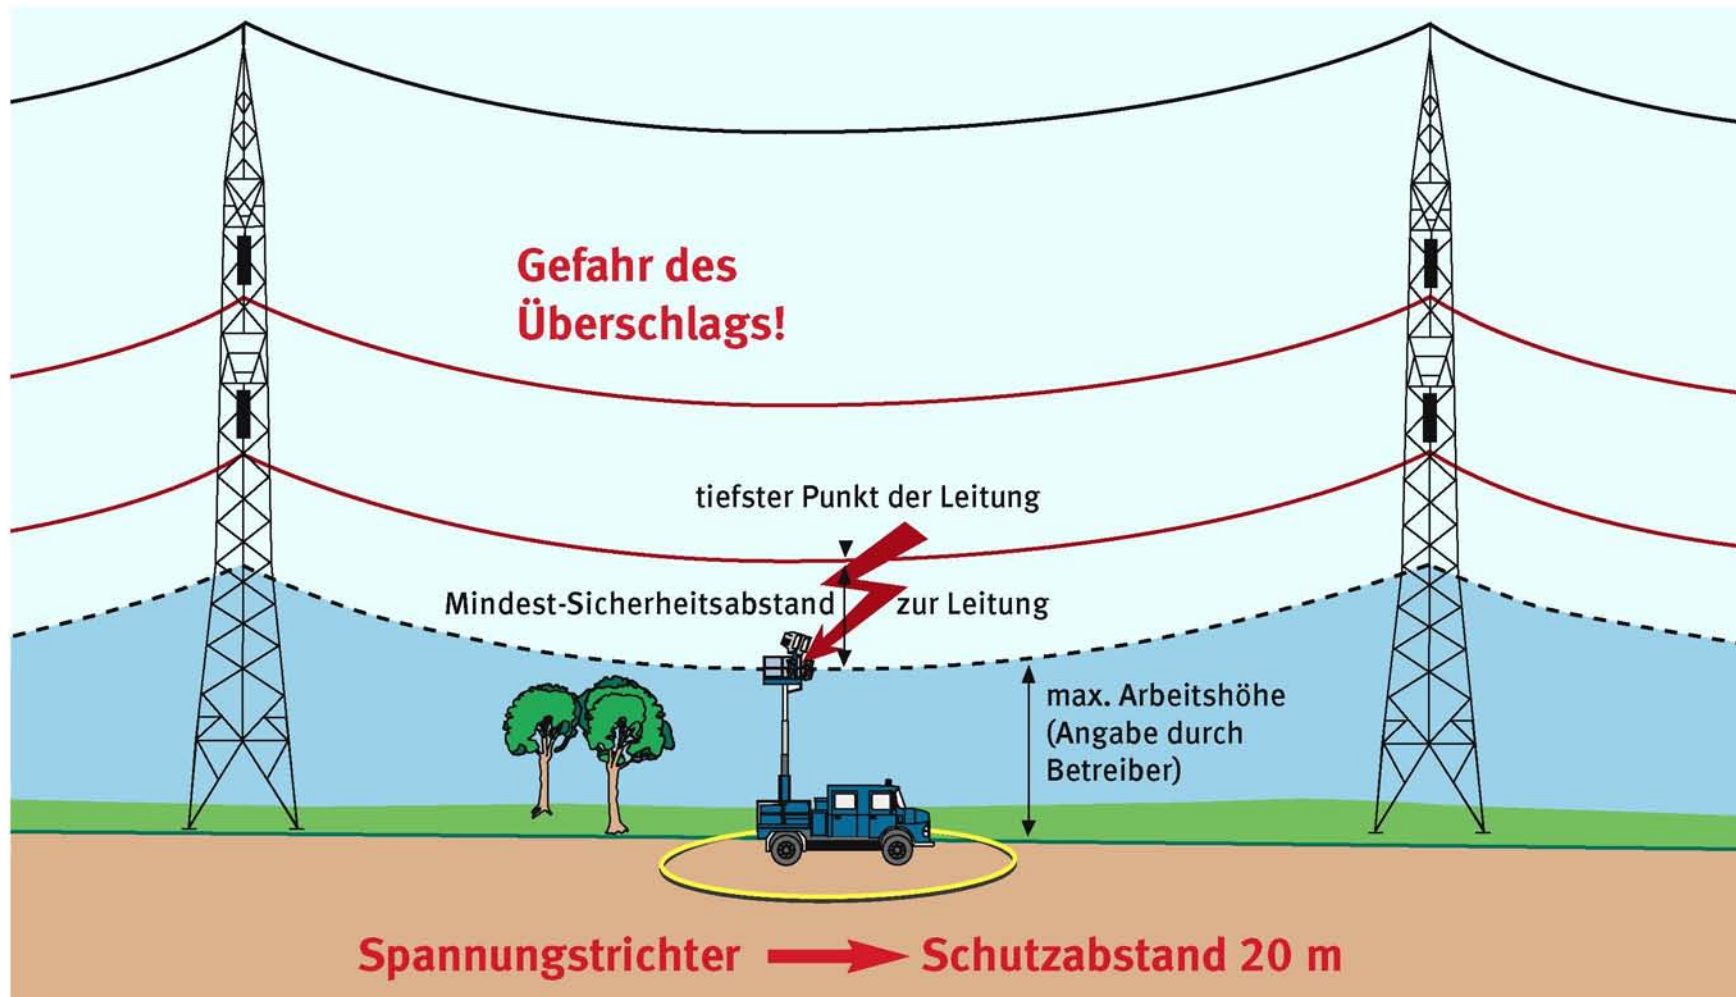 Gefahr des
Überschlags!
tiefster Punkt der Leitung
Mindest-Sicherheitsabstand zur Leitung
max. Arbeitshöhe
(Angabe durch
Betreiber)
Spannungstrichter Schutzabstand 20 m